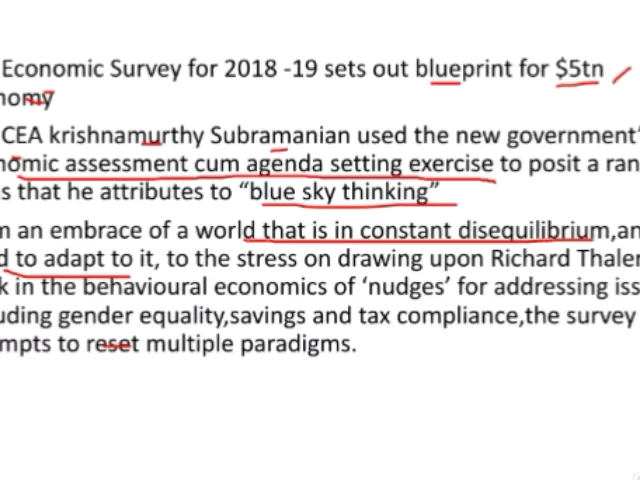 Economic Survey for 2018 -19 sets out blueprint for $5tn
nomy
CEA krishnamurthy Subramanian used the new government'
nomic assessment cum agenda setting exercise to posit a ran
s that he attributes to “blue sky thinking”
m an embrace of a world that is in constant disequilibrium,an
d to adapt to it, to the stress on drawing upon Richard Thaler
k in the behavioural economics of ‘nudges’ for addressing iss
uding gender equality,savings and tax compliance,the survey
mpts to reset multiple paradigms.